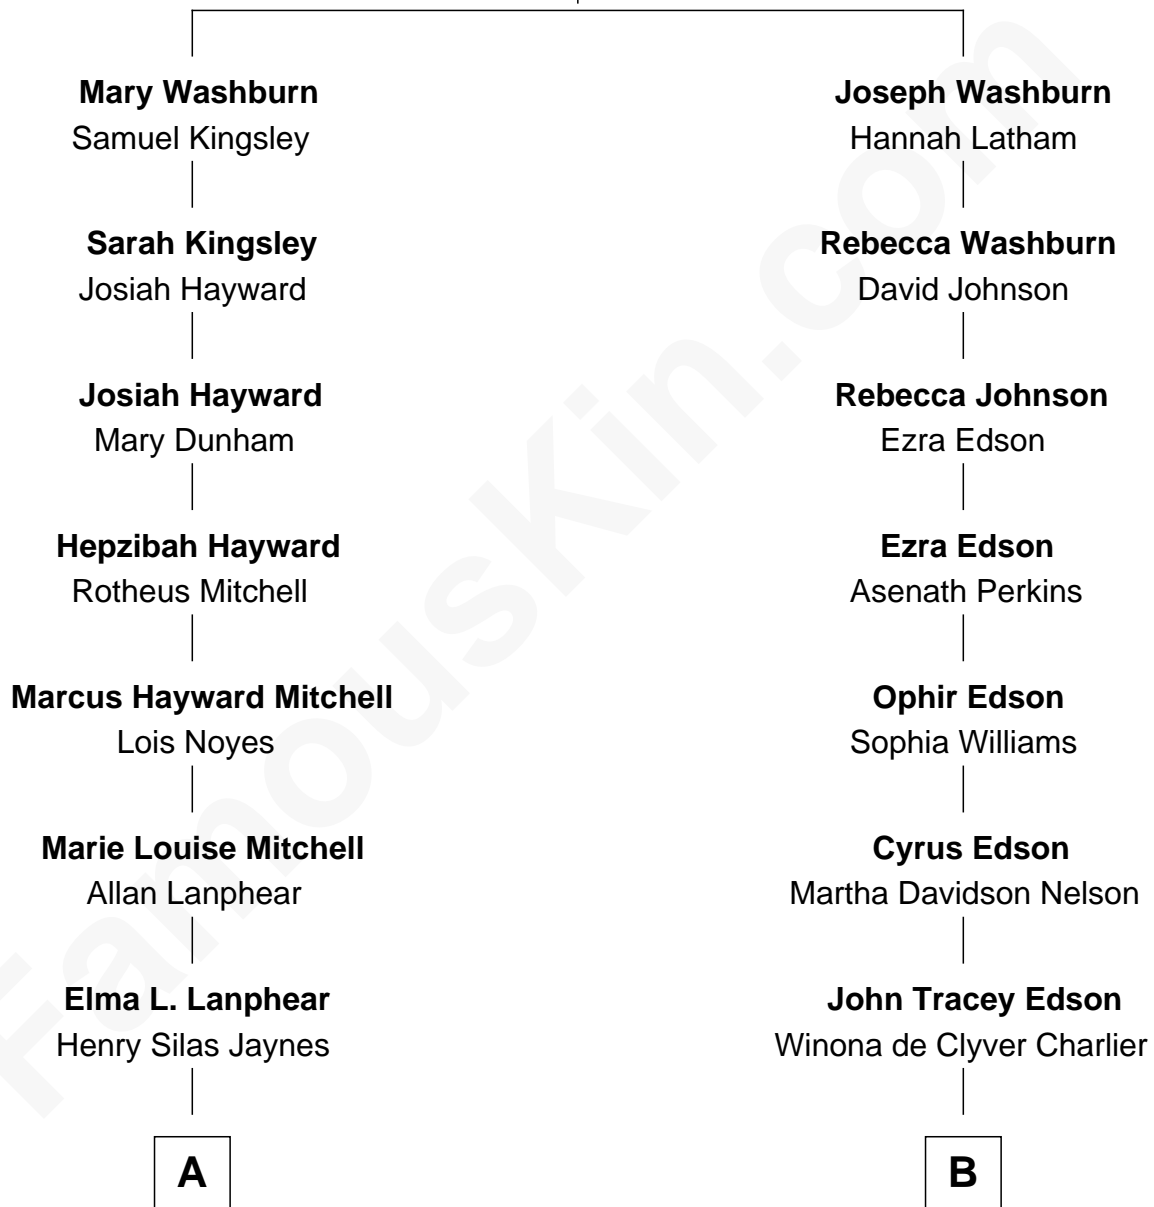 Mary Washburn
Samuel Kingsley
Sarah Kingsley
Josiah Hayward
Josiah Hayward
Mary Dunham
Hepzibah Hayward
Rotheus Mitchell
Marcus Hayward Mitchell
Lois Noyes
Marie Louise Mitchell
Allan Lanphear
Elma L. Lanphear
Henry Silas Jaynes
A
Joseph Washburn
Hannah Latham
Rebecca Washburn
David Johnson
Rebecca Johnson
Ezra Edson
Ezra Edson
Asenath Perkins
Ophir Edson
Sophia Williams
Cyrus Edson
Martha Davidson Nelson
John Tracey Edson
Winona de Clyver Charlier
B
FamousKin.com